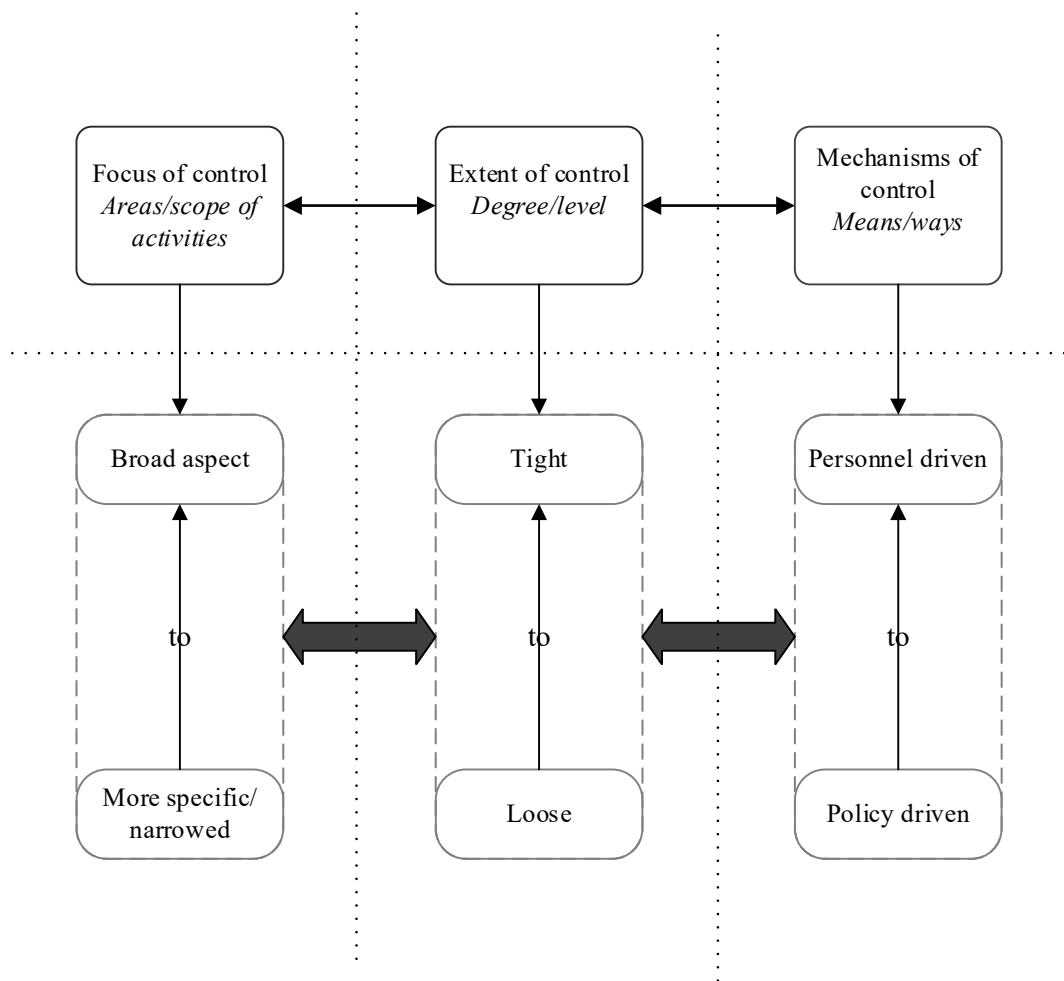 Focus of control
Areas/scope of
activities
Extent of control
Degree/level
Mechanisms of
control
Means/ways
Broad aspect
Tight
Personnel driven
to
to
to
More specific/
narrowed
Loose
Policy driven